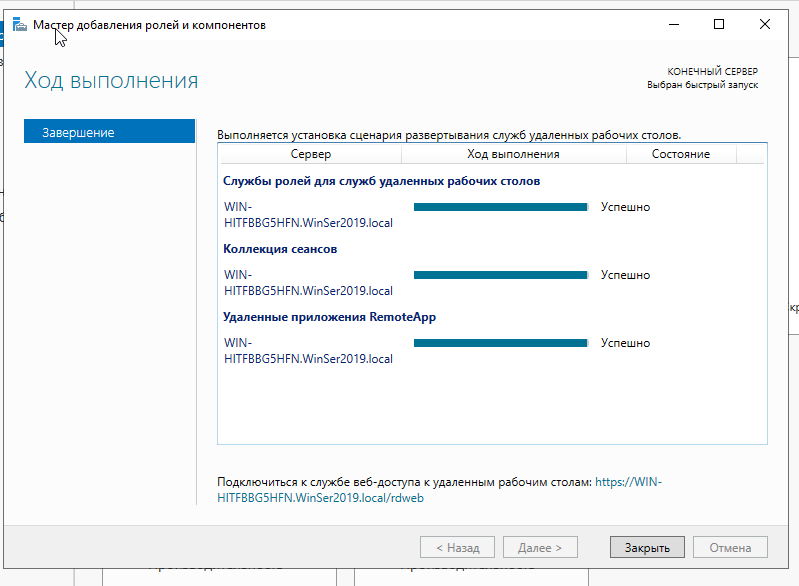 Мастер добавления ролей и компонентов
Ход выполнения
КОНЕЧНЫЙ СЕРВЕР
Выбран быстрый запуск
Завершение
Выполняется установка сценария развертывания служб удаленных рабочих столов.
Сервер Ход выполнения Состояние
Службы ролей для служб удаленных рабочих столов
WIN-
HITFBBG5HFN.WinSer2019.local
Успешно
Коллекция сеансов
WIN-
HITFBBG5HFN.WinSer2019.local
Успешно
Удаленные приложения RemoteApp
WIN-
HITFBBG5HFN.WinSer2019.local
Успешно
Подключиться к службе веб-доступа к удаленным рабочим столам: https://WIN-
HITFBBG5HFN.WinSer2019.local/rdweb
< Назад Далее > Закрыть Отмена